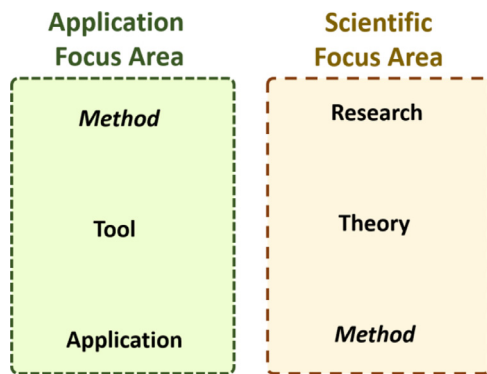 Application
Focus Area
Method
Tool
Application
Scientific
Focus Area
Research
Theory
Method